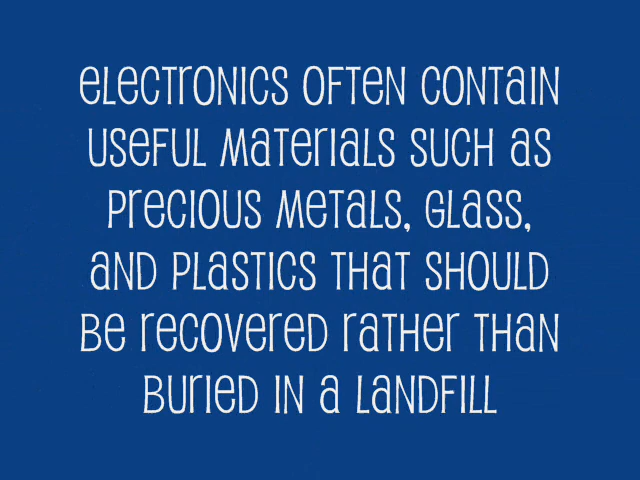 electronics often contain
useful materials such as
precious metals, glass,
and plastics that should
be recovered rather than
buried in a landfill